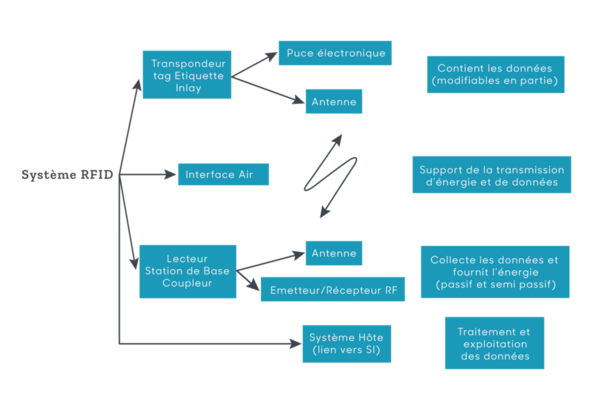 Système RFID
Transpondeur
tag Etiquette
Inlay
Puce électronique
Antenne
Contient les données
(modifiables en partie)
Interface Air
Support de la transmission
d'énergie et de données
Lecteur
Station de Base
Coupleur
Antenne
Emetteur/Récepteur RF
Collecte les données et
fournit l'énergie
(passif et semi passif)
Système Hôte
(lien vers SI)
Traitement et
exploitation
des données